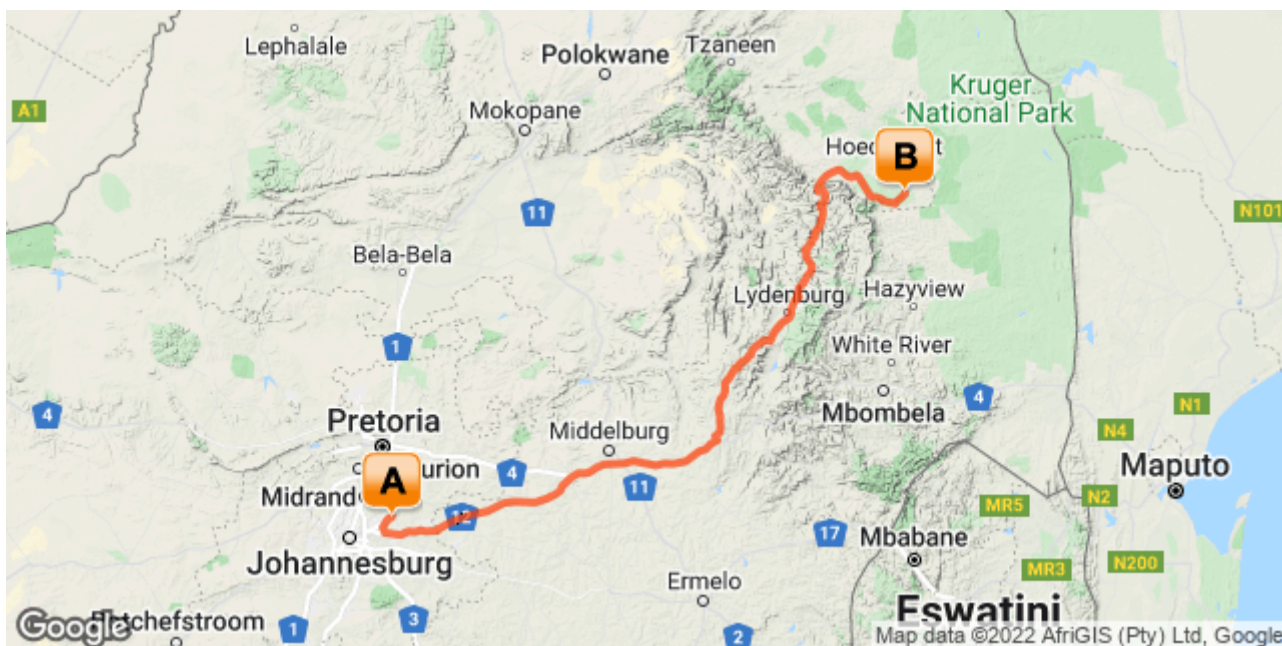 Lephalale
Polokwane
Tzaneen
A1
Mokopane
Kruger
National Park
B
11
N101
Bela-Bela
Lydenburg
Hazyview
1
White River
4
4
Mbombela
N1
Pretoria
Middelburg
N4
A
4
Maputo
Midrand
11
N2
12
MR5
17
Mbabane
Johannesburg
MR3
N200
Ermelo
Eswatini
1
3
2
Google
Map data ©2022 AfriGIS (Pty) Ltd, Google